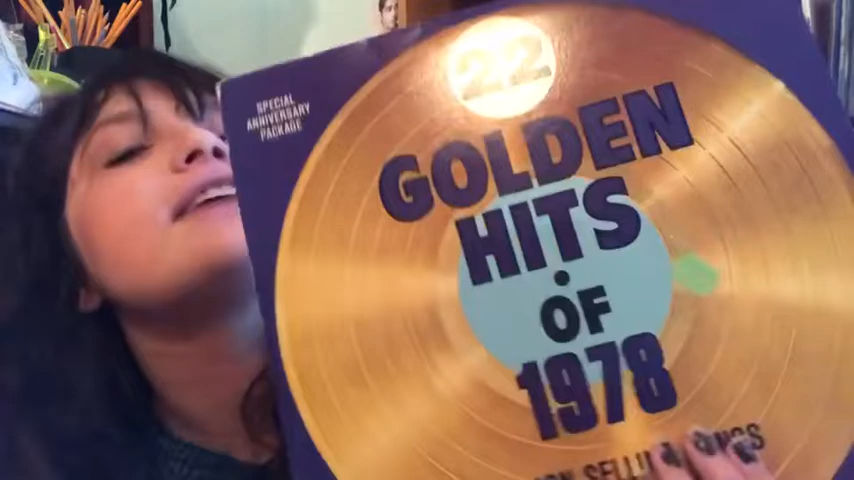 SPECIAL
ANNIVERSARY
PACKAGE
22
GOLDEN
HITS
OF
1978